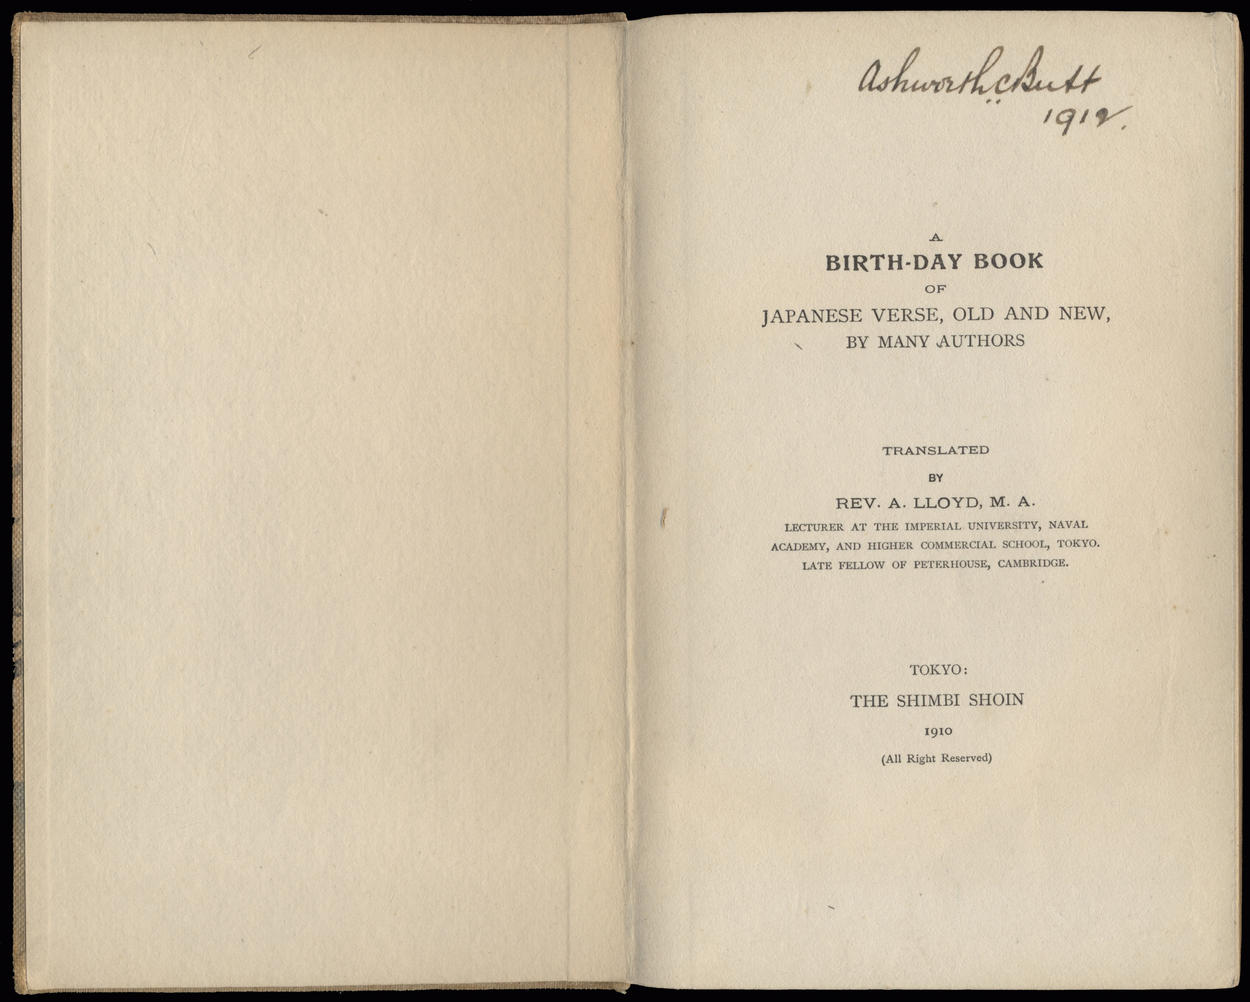 Ashworth C Butt
1912.
A
BIRTH-DAY BOOK
OF
JAPANESE VERSE, OLD AND NEW,
BY MANY AUTHORS
TRANSLATED
BY
REV. A. LLOYD, M. A.
LECTURER AT THE IMPERIAL UNIVERSITY, NAVAL
ACADEMY, AND HIGHER COMMERCIAL SCHOOL, TOKYO.
LATE FELLOW OF PETERHOUSE, CAMBRIDGE.
TOKYO:
THE SHIMBI SHOIN
1910
(All Right Reserved)